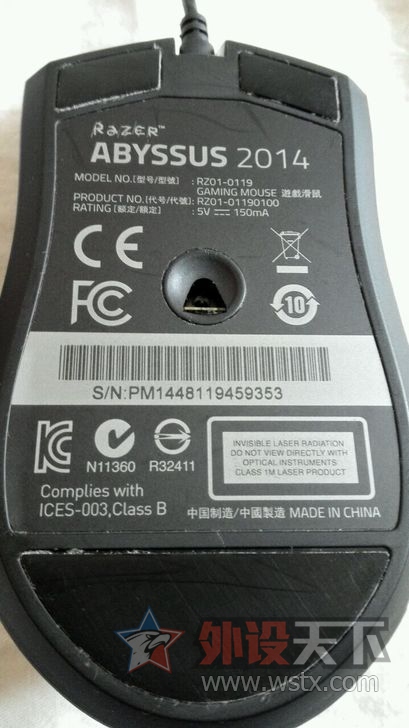 RAZER™
ABYSSUS 2014
MODEL NO.[型号/型號] : RZ01-0119
GAMING MOUSE 遊戲滑鼠
PRODUCT NO.[代号/代號]: RZ01-01190100
RATING [额定/額定] : 5V⎓ 150mA
CE
FC
10
S/N:PM1448119459353
N11360
R32411
INVISIBLE LASER RADIATION
DO NOT VIEW DIRECTLY WITH
OPTICAL INSTRUMENTS
CLASS 1M LASER PRODUCT
Complies with
ICES-003,Class B
中国制造/中國製造 MADE IN CHINA
外设天下
www.wstx.com